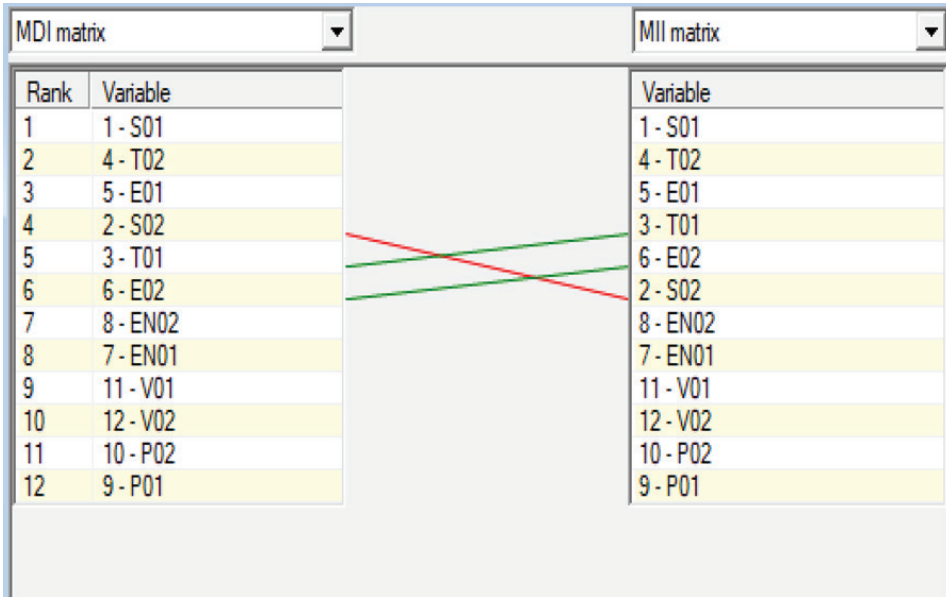 MDI matrix MII matrix
Rank Variable Variable
1 1 - S01 1 - S01
2 4 - T02 4 - T02
3 5 - E01 5 - E01
4 2 - S02 3 - T01
5 3 - T01 6 - E02
6 6 - E02 2 - S02
7 8 - EN02 8 - EN02
8 7 - EN01 7 - EN01
9 11 - V01 11 - V01
10 12 - V02 12 - V02
11 10 - P02 10 - P02
12 9 - P01 9 - P01